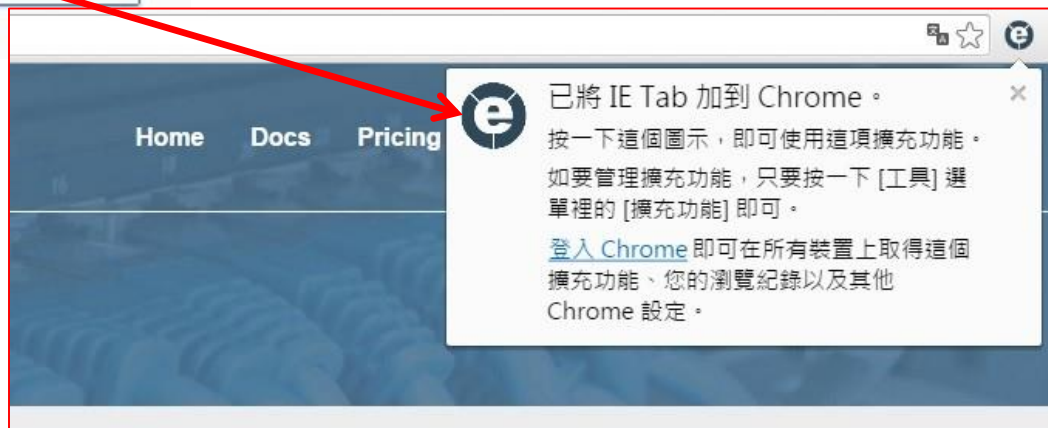 已將 IE Tab 加到 Chrome。
Home Docs Pricing
按一下這個圖示，即可使用這項擴充功能。
如要管理擴充功能，只要按一下 [工具] 選
單裡的 [擴充功能] 即可。
登入 Chrome 即可在所有裝置上取得這個
擴充功能、您的瀏覽紀錄以及其他
Chrome 設定。